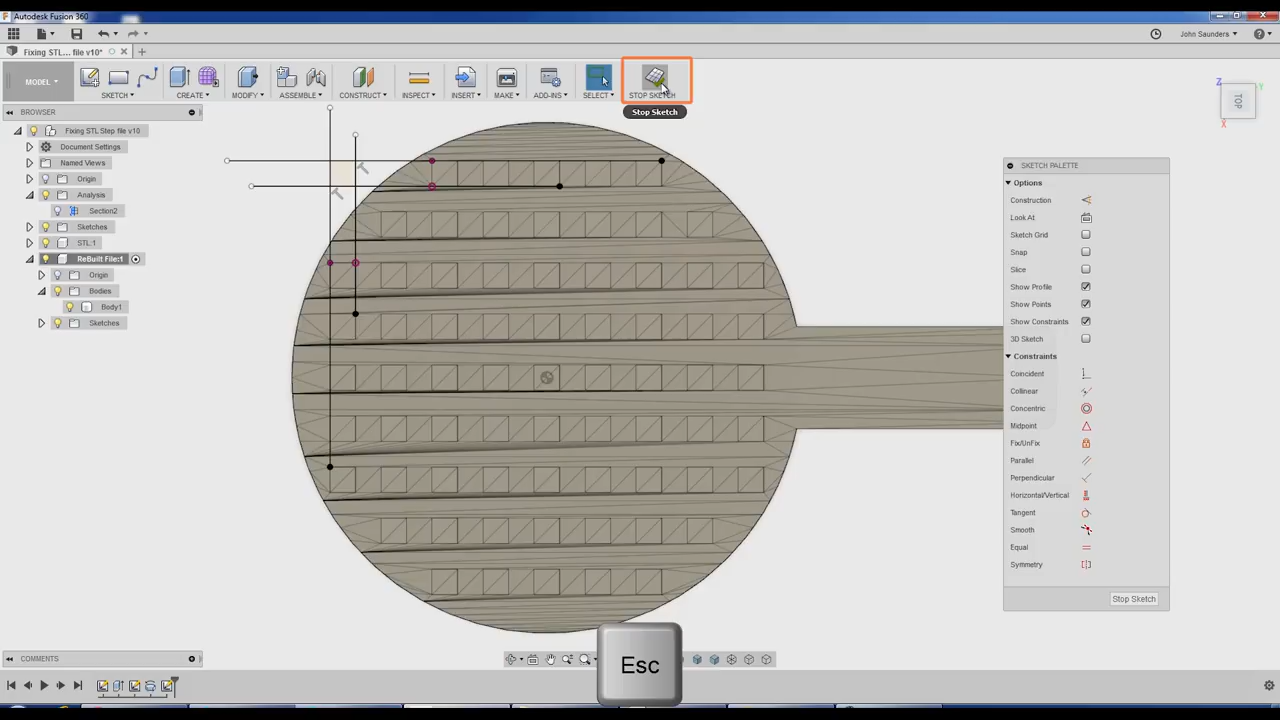 Autodesk Fusion 360
John Saunders
Fixing STL... file v10*
MODEL
SKETCH
CREATE
MODIFY
ASSEMBLE
CONSTRUCT
INSPECT
INSERT
MAKE
ADD-INS
SELECT
STOP SKETCH
Stop Sketch
Z
Y
TOP
X
BROWSER
Fixing STL Step file v10
Document Settings
Named Views
Origin
Analysis
Section2
Sketches
STL:1
ReBuilt File:1
Origin
Bodies
Body1
Sketches
SKETCH PALETTE
Options
Construction
Look At
Sketch Grid
Snap
Slice
Show Profile
Show Points
Show Constraints
3D Sketch
Constraints
Coincident
Collinear
Concentric
Midpoint
Fix/UnFix
Parallel
Perpendicular
Horizontal/Vertical
Tangent
Smooth
Equal
Symmetry
Stop Sketch
COMMENTS
Esc